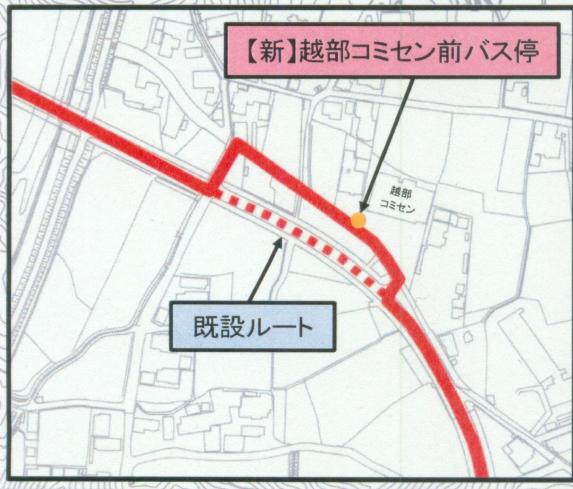 【新】越部コミセン前バス停
越部
コミセン
既設ルート